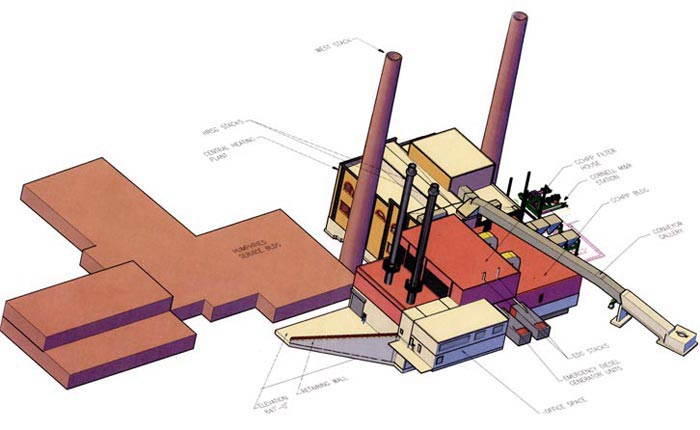 WEST STACK
HRSG STACKS
CENTRAL HEATING
PLANT
CCHPP FILTER
HOUSE
CORNELL M&R
STATION
CCHPP BLDG
CONVEYOR
GALLERY
HUMPHRIES
SERVICE BLDG
EDG STACKS
EMERGENCY DIESEL
GENERATOR UNITS
OFFICE SPACE
RETAINING WALL
ELEVATION
847'-0"